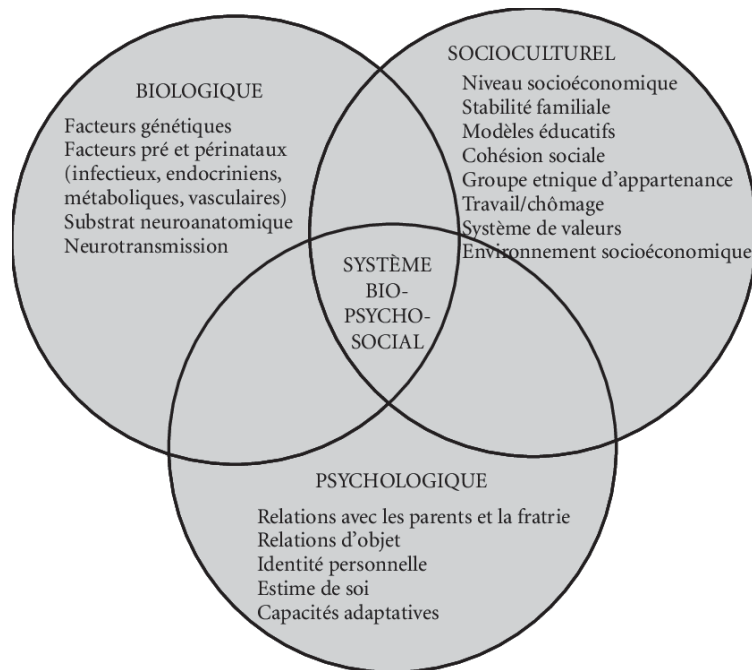 BIOLOGIQUE
Facteurs génétiques
Facteurs pré et périnataux
(infectieux, endocriniens,
métaboliques, vasculaires)
Substrat neuroanatomique
Neurotransmission
SOCIOCULTUREL
Niveau socioéconomique
Stabilité familiale
Modèles éducatifs
Cohésion sociale
Groupe etnique d'appartenance
Travail/chômage
Système de valeurs
Environnement socioéconomique
SYSTÈME
BIO-
PSYCHO-
SOCIAL
PSYCHOLOGIQUE
Relations avec les parents et la fratrie
Relations d'objet
Identité personnelle
Estime de soi
Capacités adaptatives